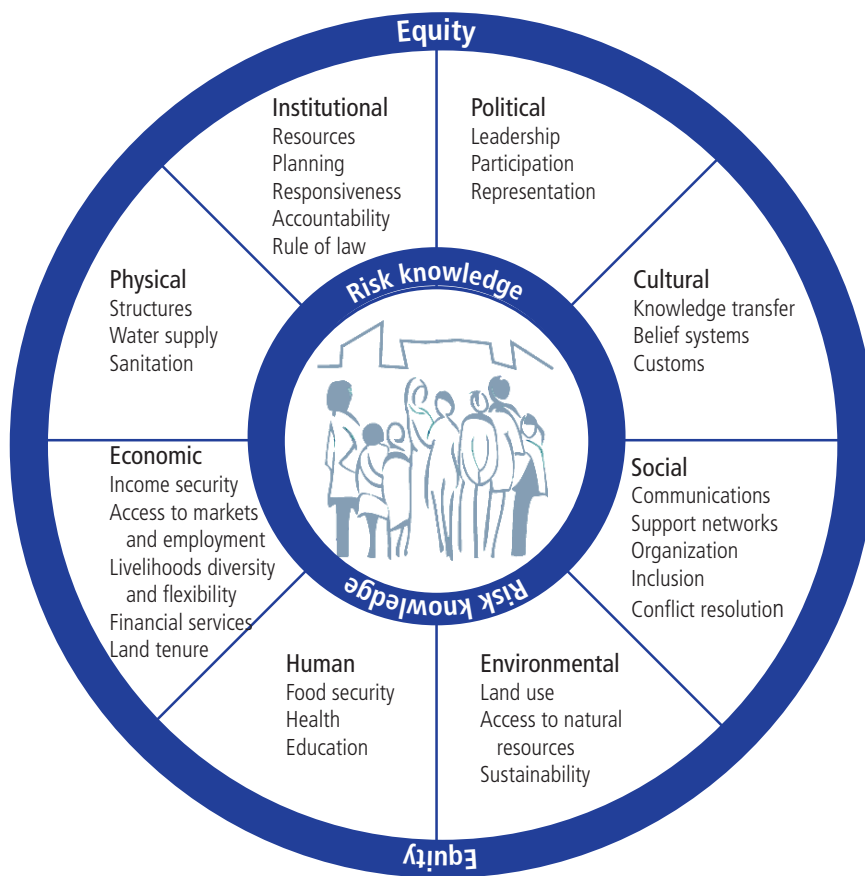 Equity
Institutional
Resources
Planning
Responsiveness
Accountability
Rule of law
Political
Leadership
Participation
Representation
Physical
Structures
Water supply
Sanitation
Risk knowledge
Cultural
Knowledge transfer
Belief systems
Customs
Economic
Income security
Access to markets
and employment
Livelihoods diversity
and flexibility
Financial services
Land tenure
Social
Communications
Support networks
Organization
Inclusion
Conflict resolution
Risk knowledge
Human
Food security
Health
Education
Environmental
Land use
Access to natural
resources
Sustainability
Equity